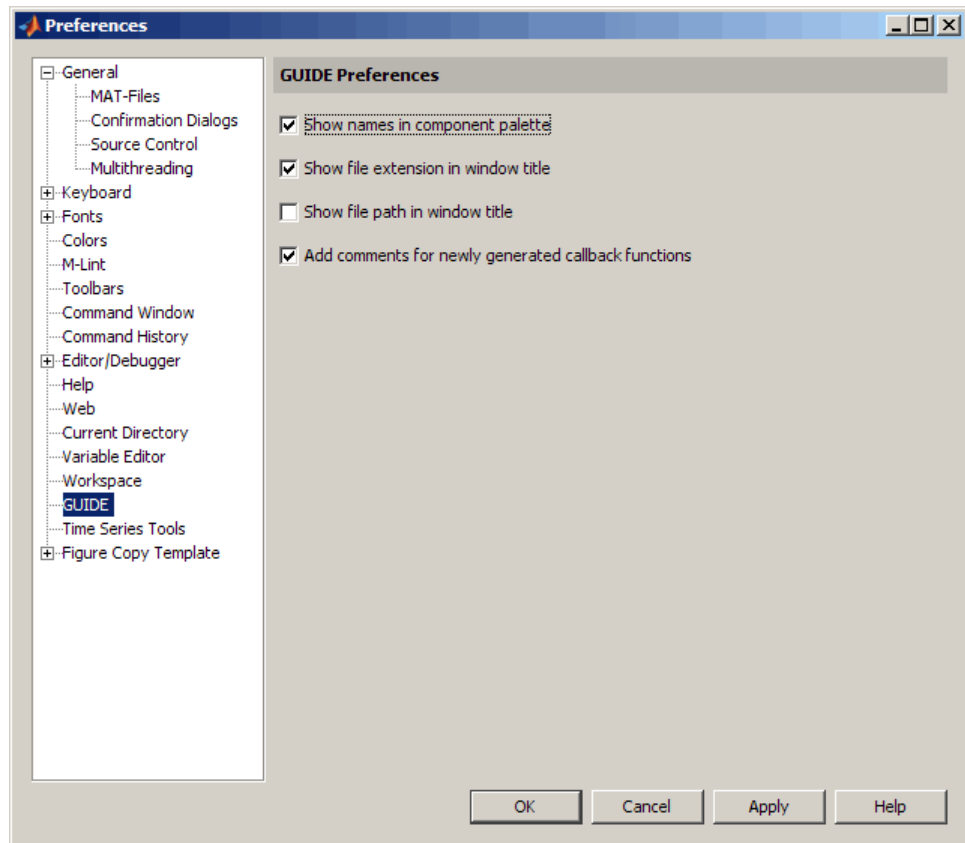 Preferences
General
MAT-Files
Confirmation Dialogs
Source Control
Multithreading
Keyboard
Fonts
Colors
M-Lint
Toolbars
Command Window
Command History
Editor/Debugger
Help
Web
Current Directory
Variable Editor
Workspace
GUIDE
Time Series Tools
Figure Copy Template
GUIDE Preferences
Show names in component palette
Show file extension in window title
Show file path in window title
Add comments for newly generated callback functions
OK Cancel Apply Help